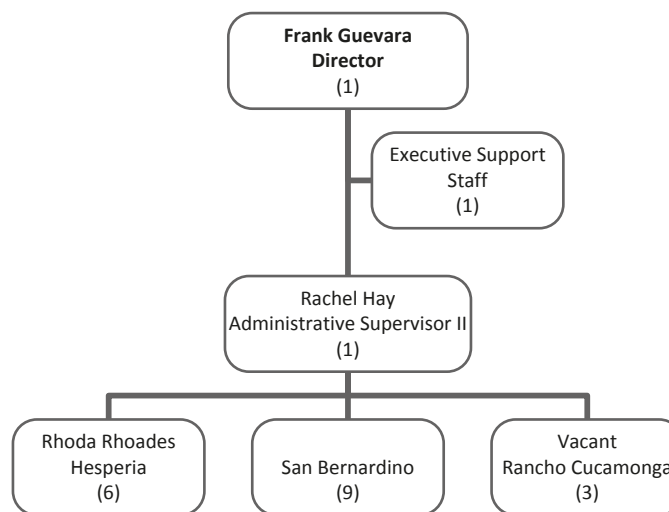 Frank Guevara
Director
(1)
Executive Support
Staff
(1)
Rachel Hay
Administrative Supervisor II
(1)
Rhoda Rhoades
Hesperia
(6)
San Bernardino
(9)
Vacant
Rancho Cucamonga
(3)